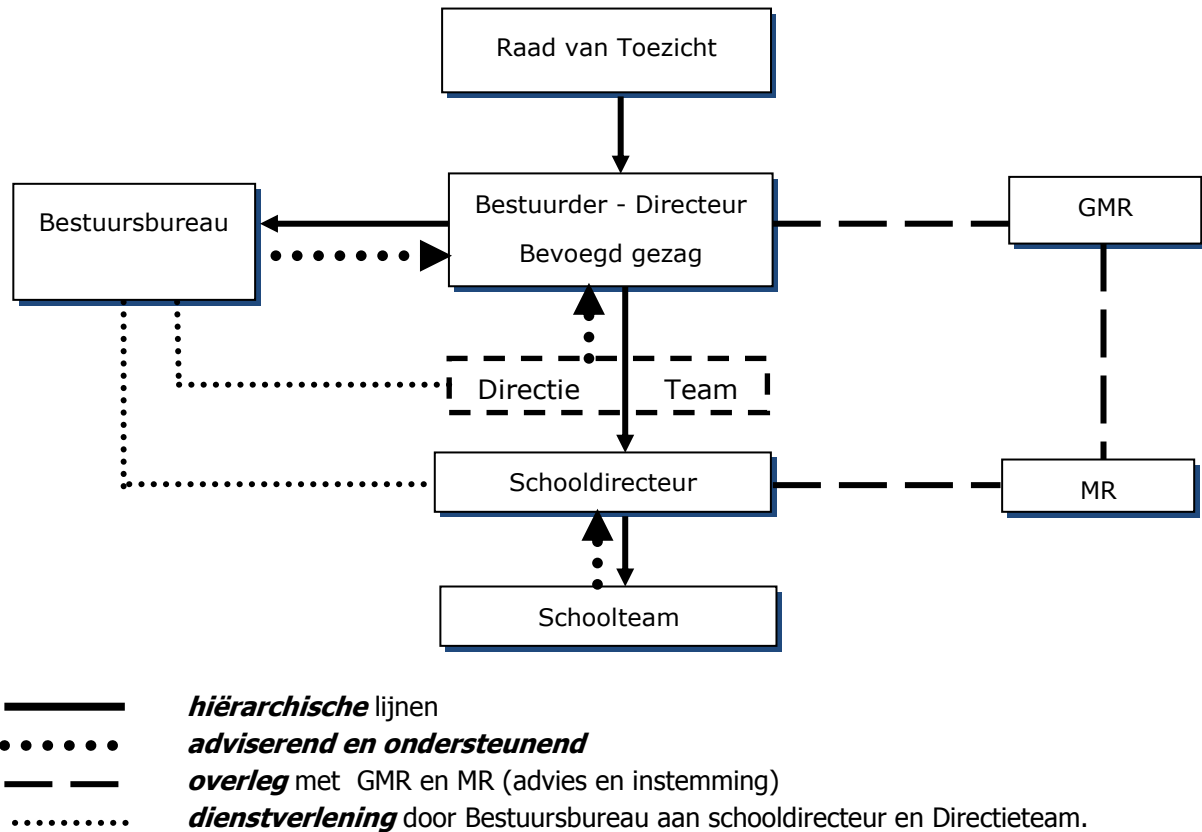 Raad van Toezicht
Bestuursbureau
Bestuurder - Directeur
Bevoegd gezag
GMR
Directie Team
Schooldirecteur
MR
Schoolteam
hiërarchische lijnen
adviserend en ondersteunend
overleg met GMR en MR (advies en instemming)
dienstverlening door Bestuursbureau aan schooldirecteur en Directieteam.